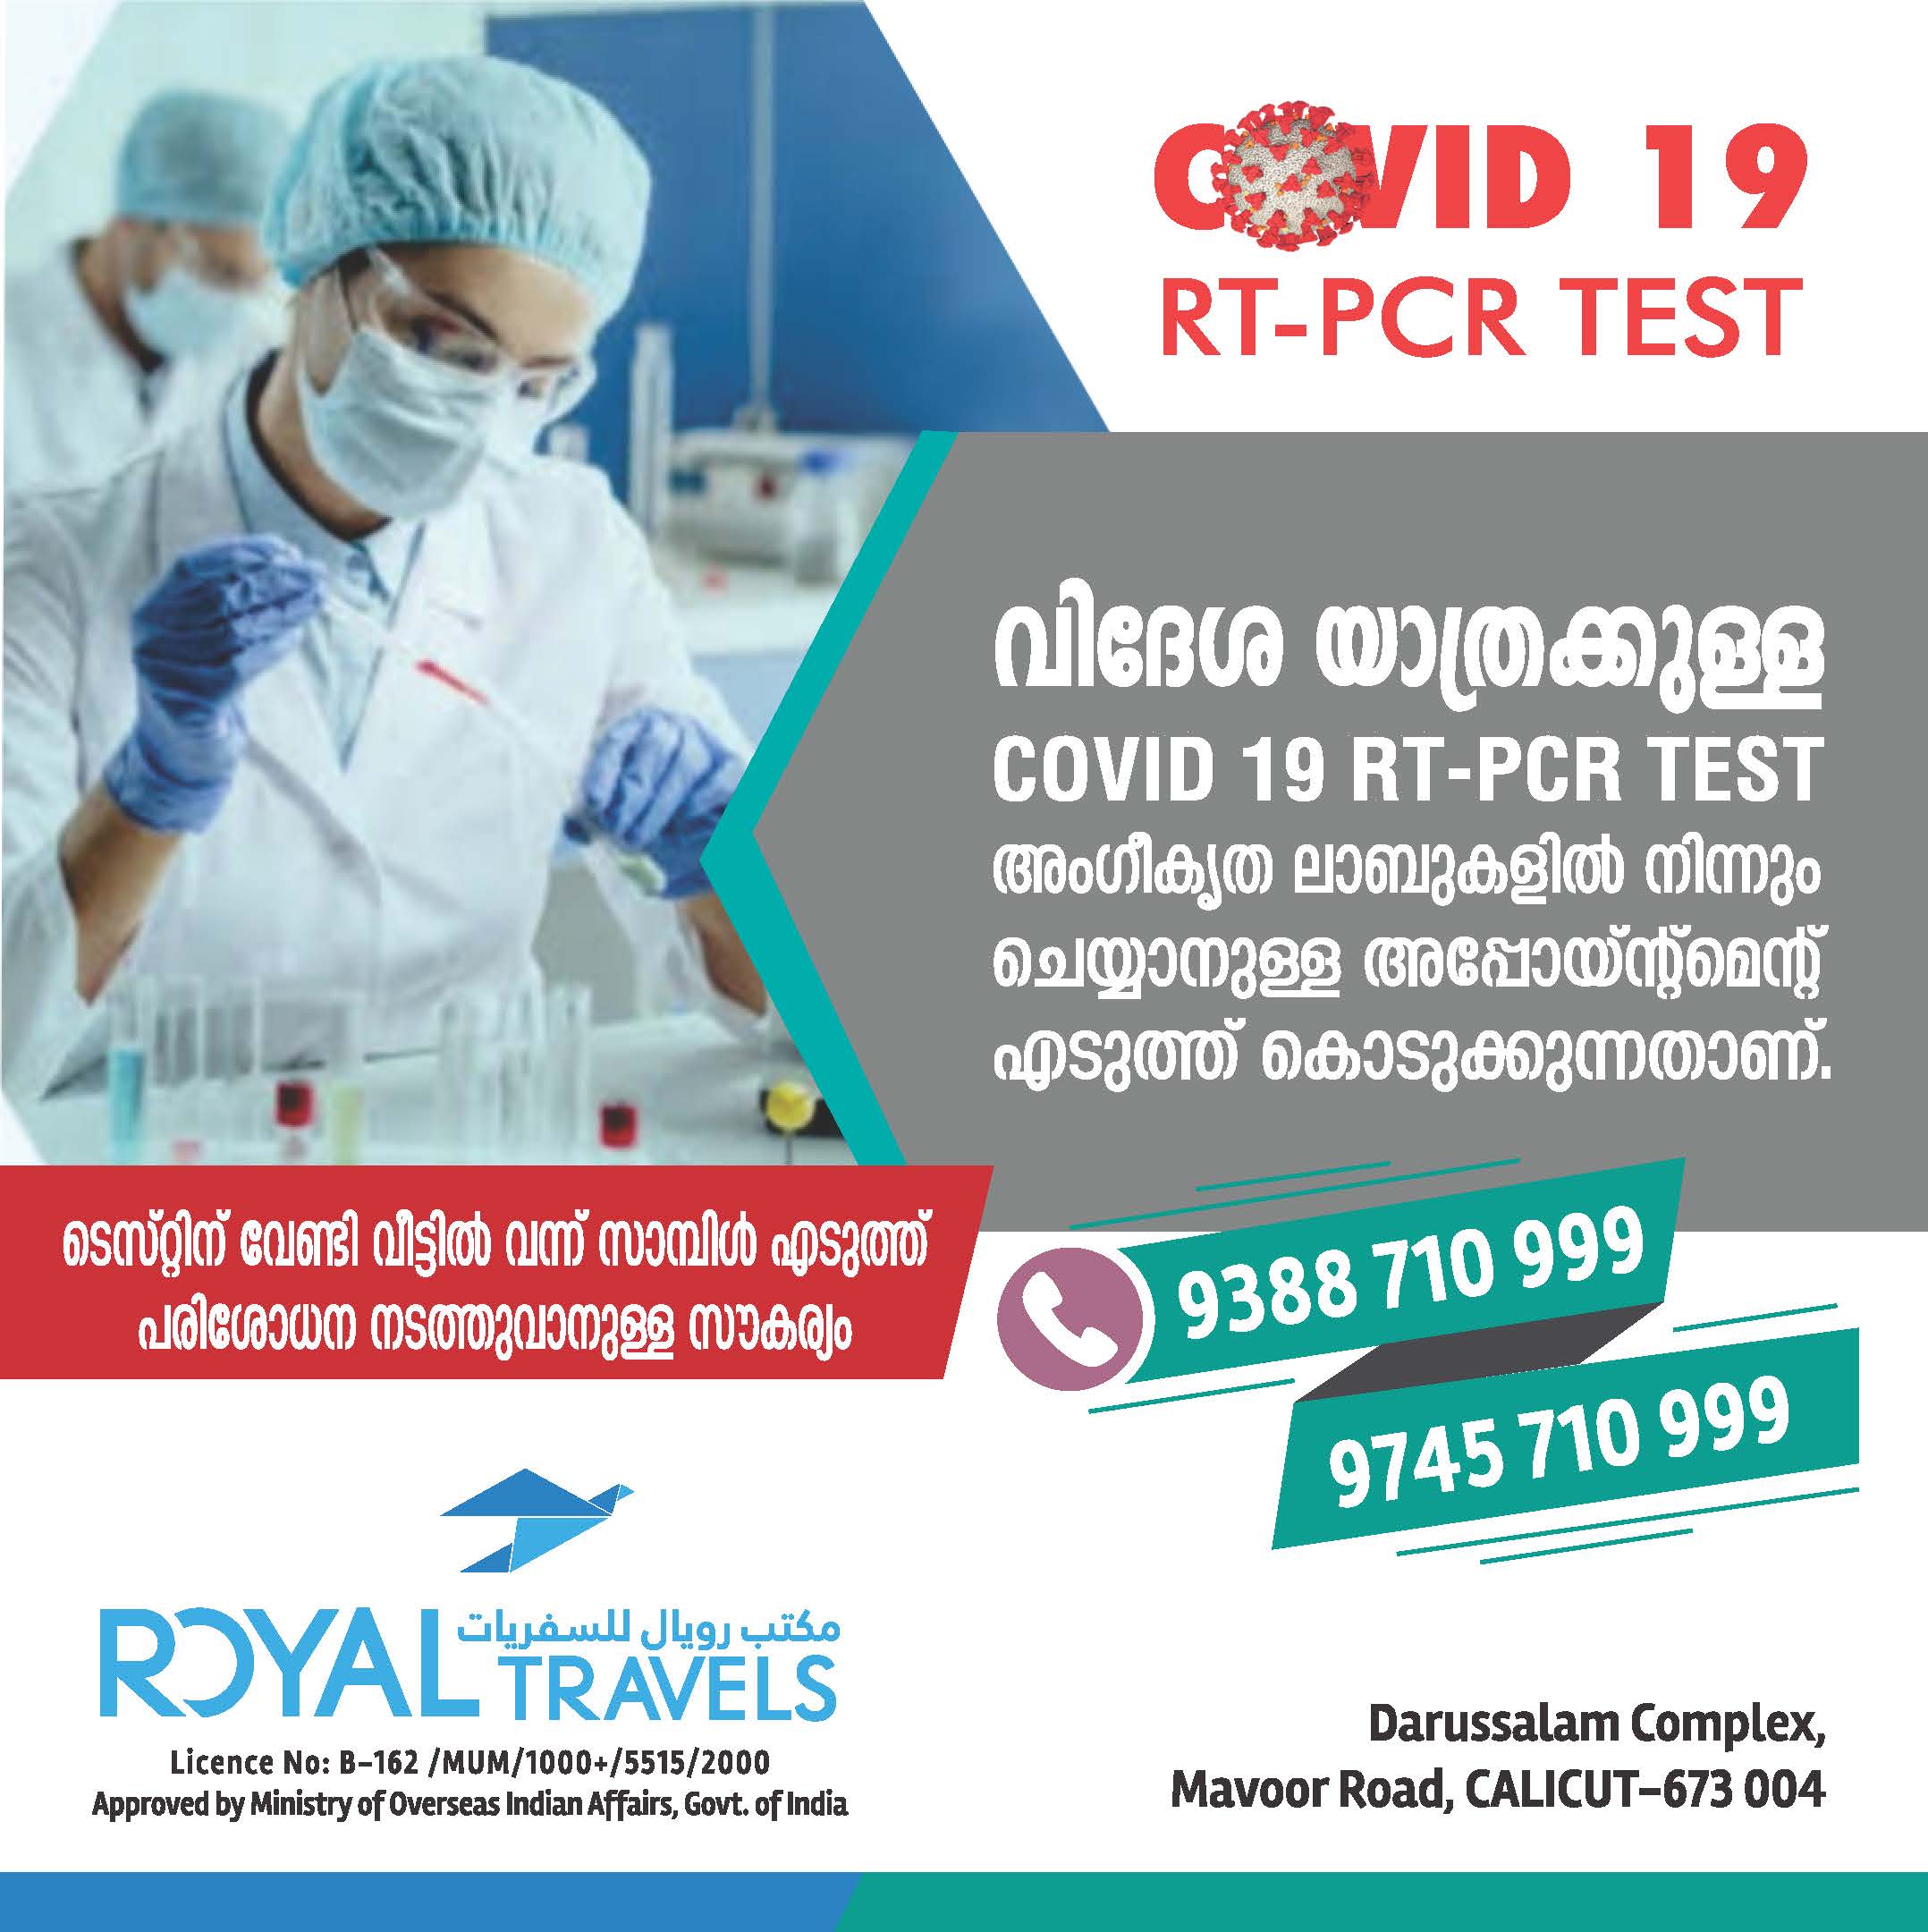 COVID 19
RT-PCR TEST
വിദേശ യാത്രക്കുള്ള
COVID 19 RT-PCR TEST
അംഗീകൃത ലാബുകളിൽ നിന്നും
ചെയ്യാനുള്ള അപ്പോയ്ന്റ്മെന്റ്
എടുത്ത് കൊടുക്കുന്നതാണ്.
ടെസ്റ്റിന് വേണ്ടി വീട്ടിൽ വന്ന് സാമ്പിൾ എടുത്ത്
പരിശോധന നടത്തുവാനുള്ള സൗകര്യം
9388 710 999
9745 710 999
ROYAL
مكتب رويال للسفريات
TRAVELS
Licence No: B-162 /MUM/1000+/5515/2000
Approved by Ministry of Overseas Indian Affairs, Govt. of India
Darussalam Complex,
Mavoor Road, CALICUT-673 004